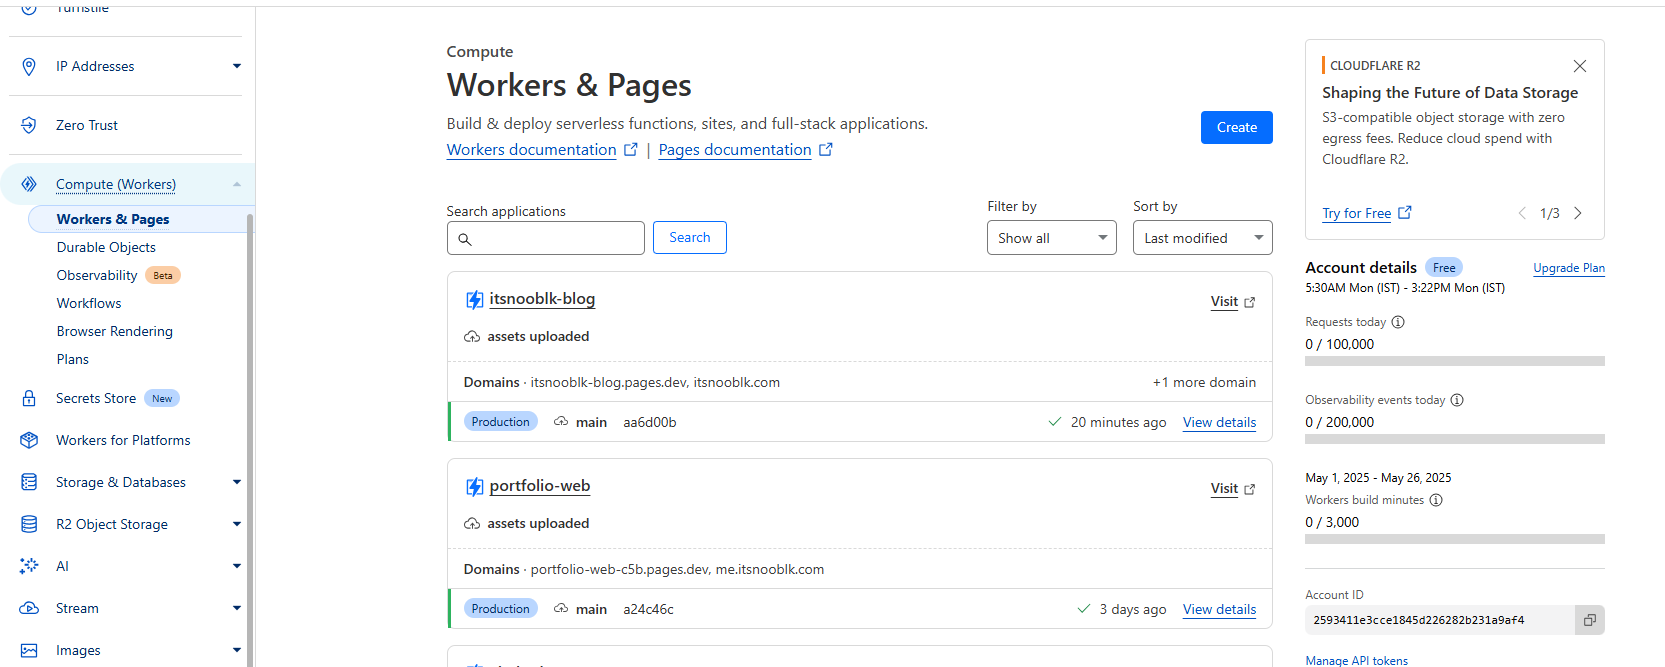 Turnstile
IP Addresses
Zero Trust
Compute (Workers)
Workers & Pages
Durable Objects
Observability Beta
Workflows
Browser Rendering
Plans
Secrets Store New
Workers for Platforms
Storage & Databases
R2 Object Storage
AI
Stream
Images
Compute
Workers & Pages
Build & deploy serverless functions, sites, and full-stack applications.
Workers documentation | Pages documentation
Create
Search applications
Search
Filter by
Show all
Sort by
Last modified
itsnooblk-blog
Visit
assets uploaded
Domains · itsnooblk-blog.pages.dev, itsnooblk.com +1 more domain
Production main aa6d00b 20 minutes ago View details
portfolio-web
Visit
assets uploaded
Domains · portfolio-web-c5b.pages.dev, me.itsnooblk.com
Production main a24c46c 3 days ago View details
CLOUDFLARE R2
Shaping the Future of Data Storage
S3-compatible object storage with zero
egress fees. Reduce cloud spend with
Cloudflare R2.
Try for Free 1/3
Account details Free Upgrade Plan
5:30AM Mon (IST) - 3:22PM Mon (IST)
Requests today
0 / 100,000
Observability events today
0 / 200,000
May 1, 2025 - May 26, 2025
Workers build minutes
0 / 3,000
Account ID
2593411e3cce1845d226282b231a9af4
Manage API tokens